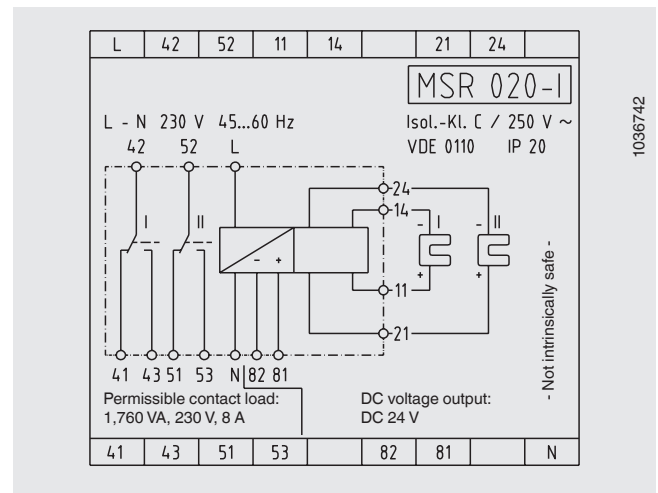 L 42 52 11 14 21 24
MSR 020-I
L - N 230 V 45...60 Hz
Isol.-Kl. C / 250 V ~
VDE 0110 IP 20
42 52 L
24
14
I II
- I - II
- +
+ +
11
21
41 43 51 53 N 82 81
Permissible contact load:
1,760 VA, 230 V, 8 A
DC voltage output:
DC 24 V
- Not intrinsically safe -
41 43 51 53 82 81 N
1036742